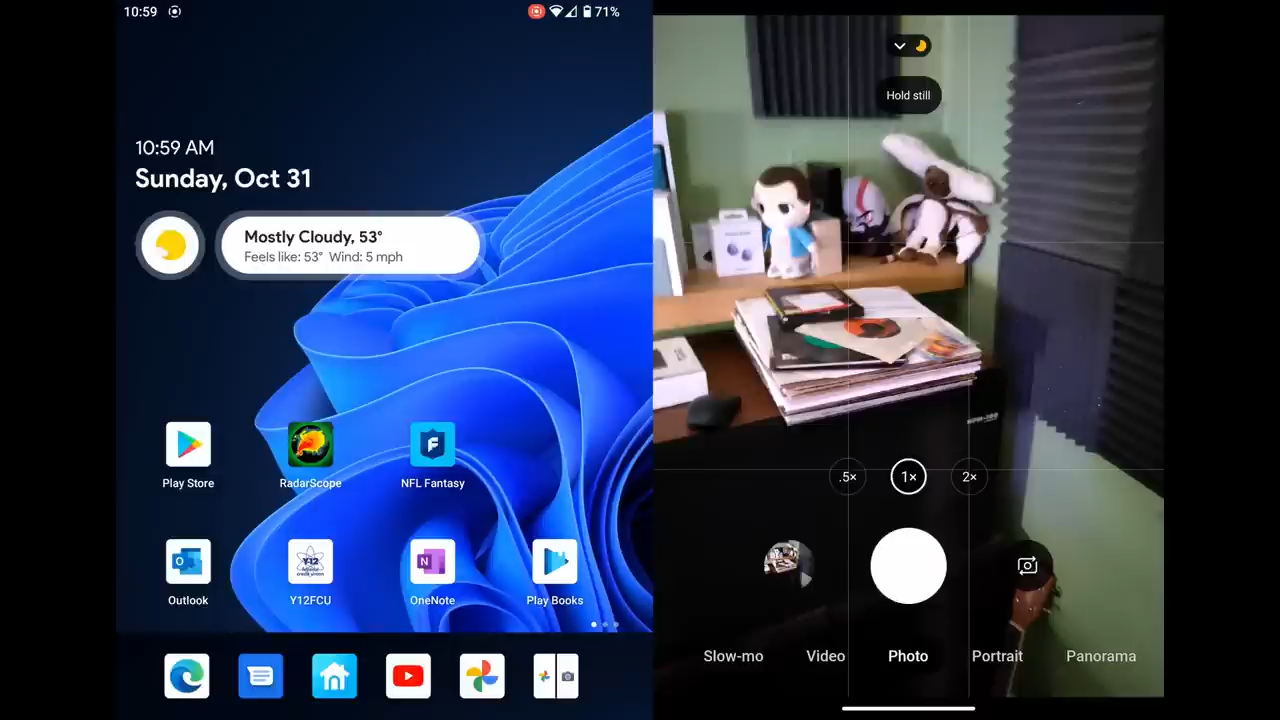 10:59
71%
10:59 AM
Sunday, Oct 31
Mostly Cloudy, 53°
Feels like: 53° Wind: 5 mph
Play Store
RadarScope
NFL Fantasy
Outlook
Y12FCU
OneNote
Play Books
Y12
F
O
N
Hold still
.5×
1×
2×
Slow-mo
Video
Photo
Portrait
Panorama